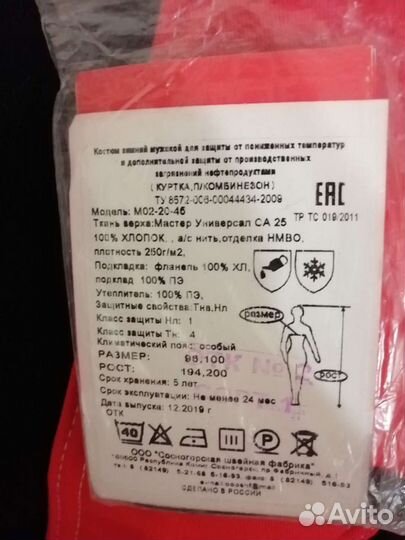 Костюм зимний мужской для защиты от пониженных температур
и дополнительной защиты от производственных
загрязнений нефтепродуктами
(КУРТКА,П/КОМБИНЕЗОН)
ТУ 8572-006-00044434-2009
EAC
Модель: М02-20-46
ТР ТС 019/2011
Ткань верха:Мастер Универсал СА 25
100% ХЛОПОК, , а/с нить,отделка НМВО,
плотность 250г/м2,
Подкладка: фланель 100% ХЛ,
подклад 100% ПЭ,
Утеплитель: 100% ПЭ,
Защитные свойства:Тна,Нл
Класс защиты Нл: 1
Класс защиты Тн: 4
Климатический пояс:особый
РАЗМЕР: 96,100
РОСТ: 194,200
Срок хранения: 5 лет
Срок эксплуатации: Не менее 24 мес
Дата выпуска: 12.2019 г
ОТК
размер
рост
40
P
ООО "Сосногорская швейная фабрика"
Республика Коми
СДЕЛАНО В РОССИИ
Avito